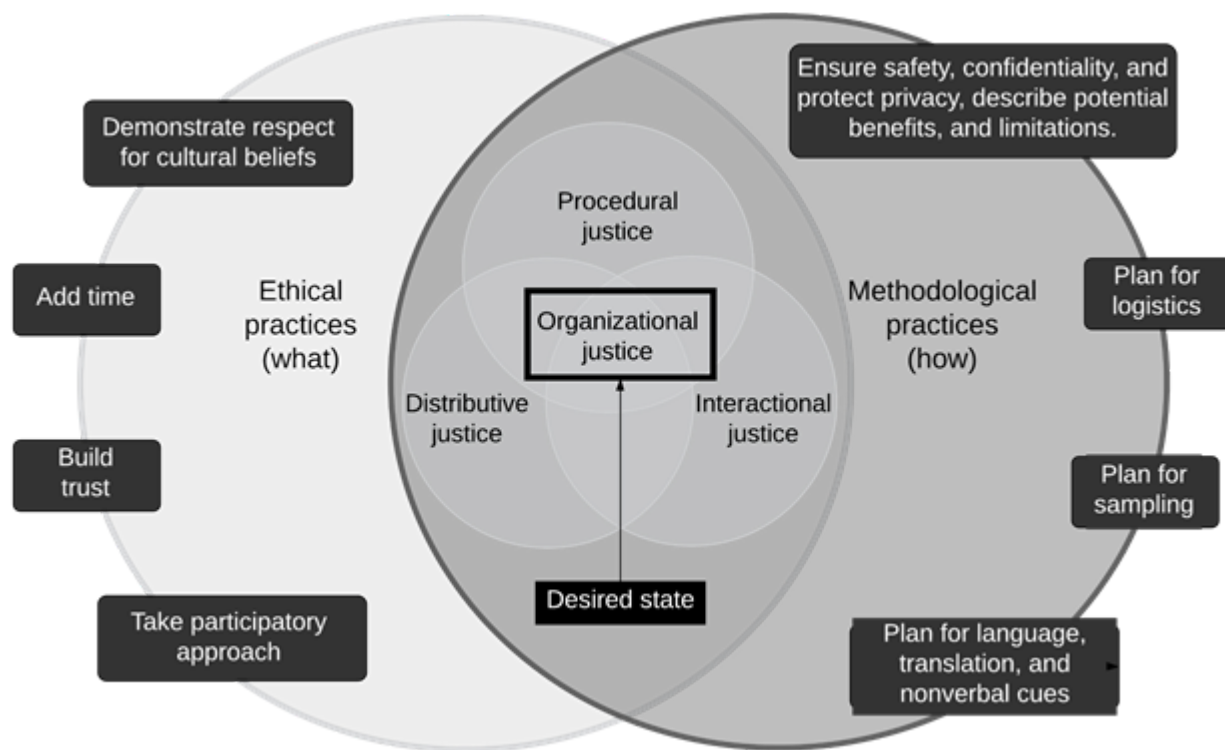 Demonstrate respect
for cultural beliefs
Add time
Build
trust
Take participatory
approach
Ethical
practices
(what)
Procedural
justice
Organizational
justice
Distributive
justice
Interactional
justice
Desired state
Methodological
practices
(how)
Ensure safety, confidentiality, and
protect privacy, describe potential
benefits, and limitations.
Plan for
logistics
Plan for
sampling
Plan for language,
translation, and
nonverbal cues